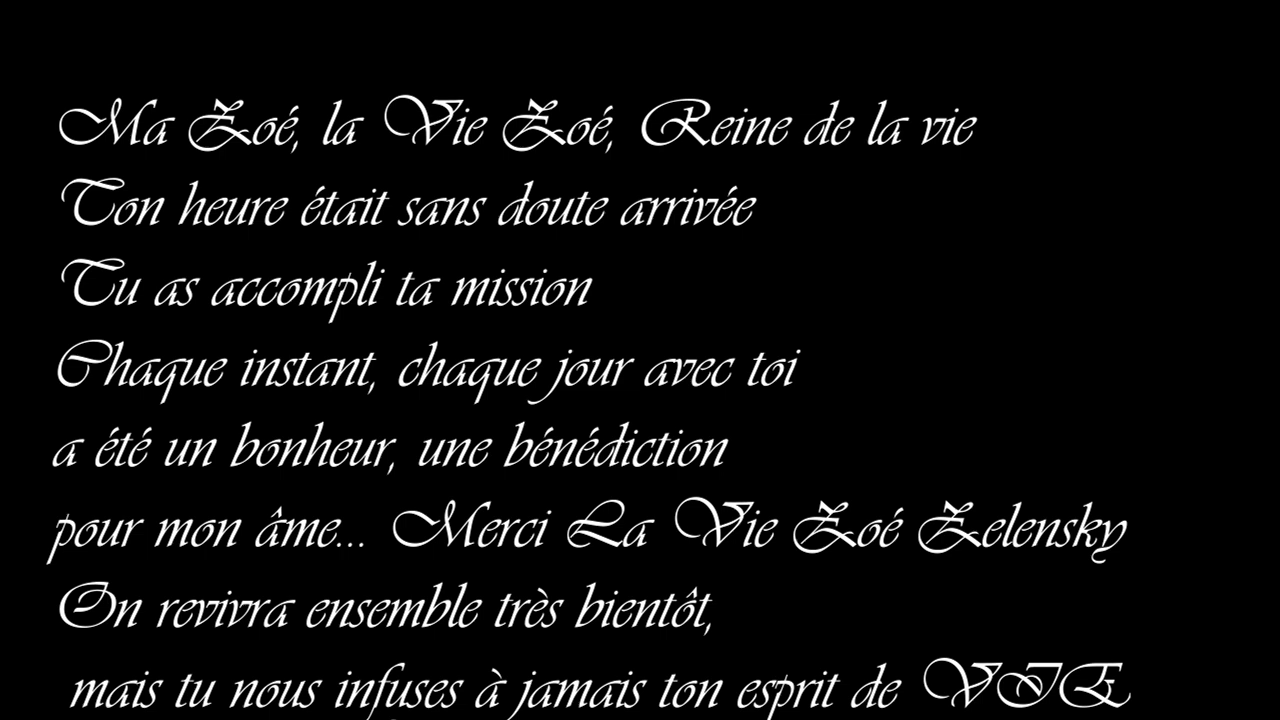 Ma Zoé, la Vie Zoé, Reine de la vie
Ton heure était sans doute arrivée
Tu as accompli ta mission
Chaque instant, chaque jour avec toi
a été un bonheur, une bénédiction
pour mon âme... Merci La Vie Zoé Zelensky
On revivra ensemble très bientôt,
mais tu nous infuses à jamais ton esprit de VIE